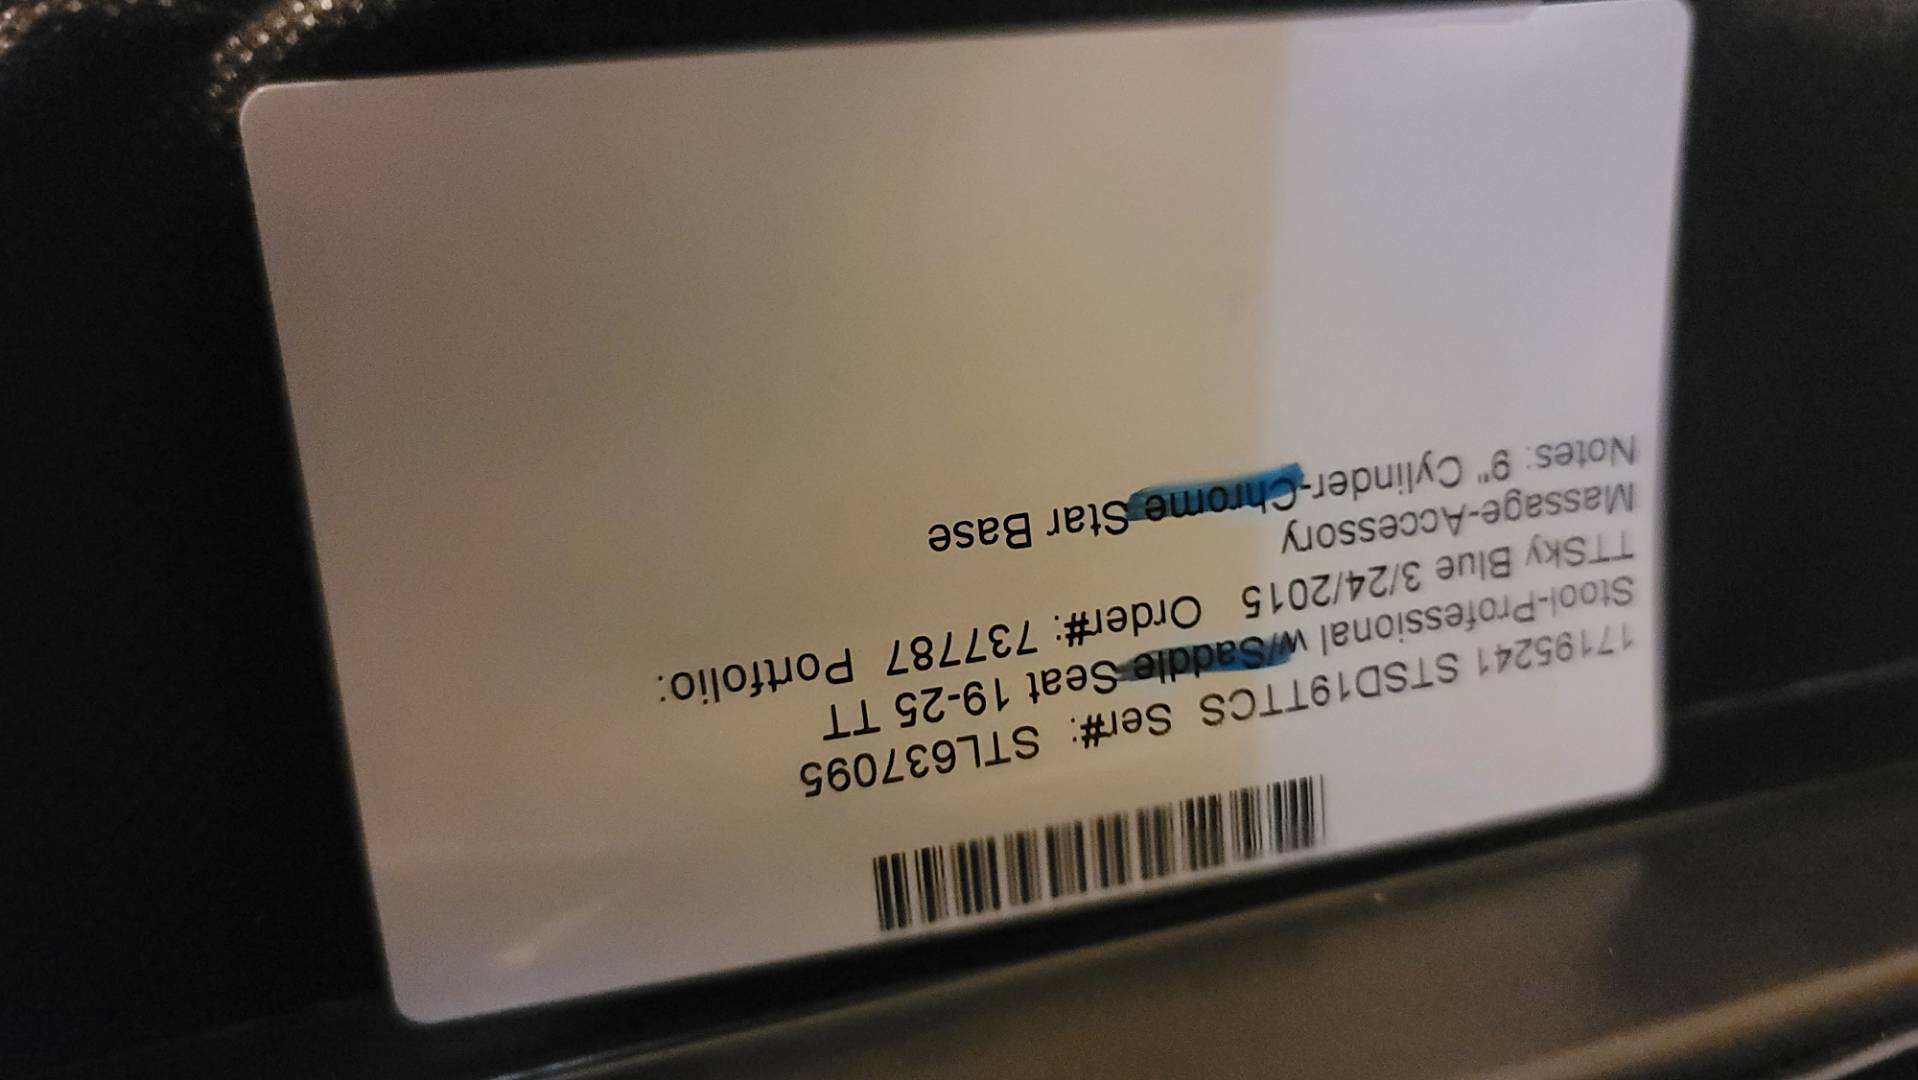 17195241 STSD19TTCS Ser#: STL637095
Stool-Professional w/Saddle Seat 19-25 TT
TTSky Blue 3/24/2015 Order#: 737787 Portfolio:
Massage-Accessory
Notes: 9" Cylinder-Chrome Star Base